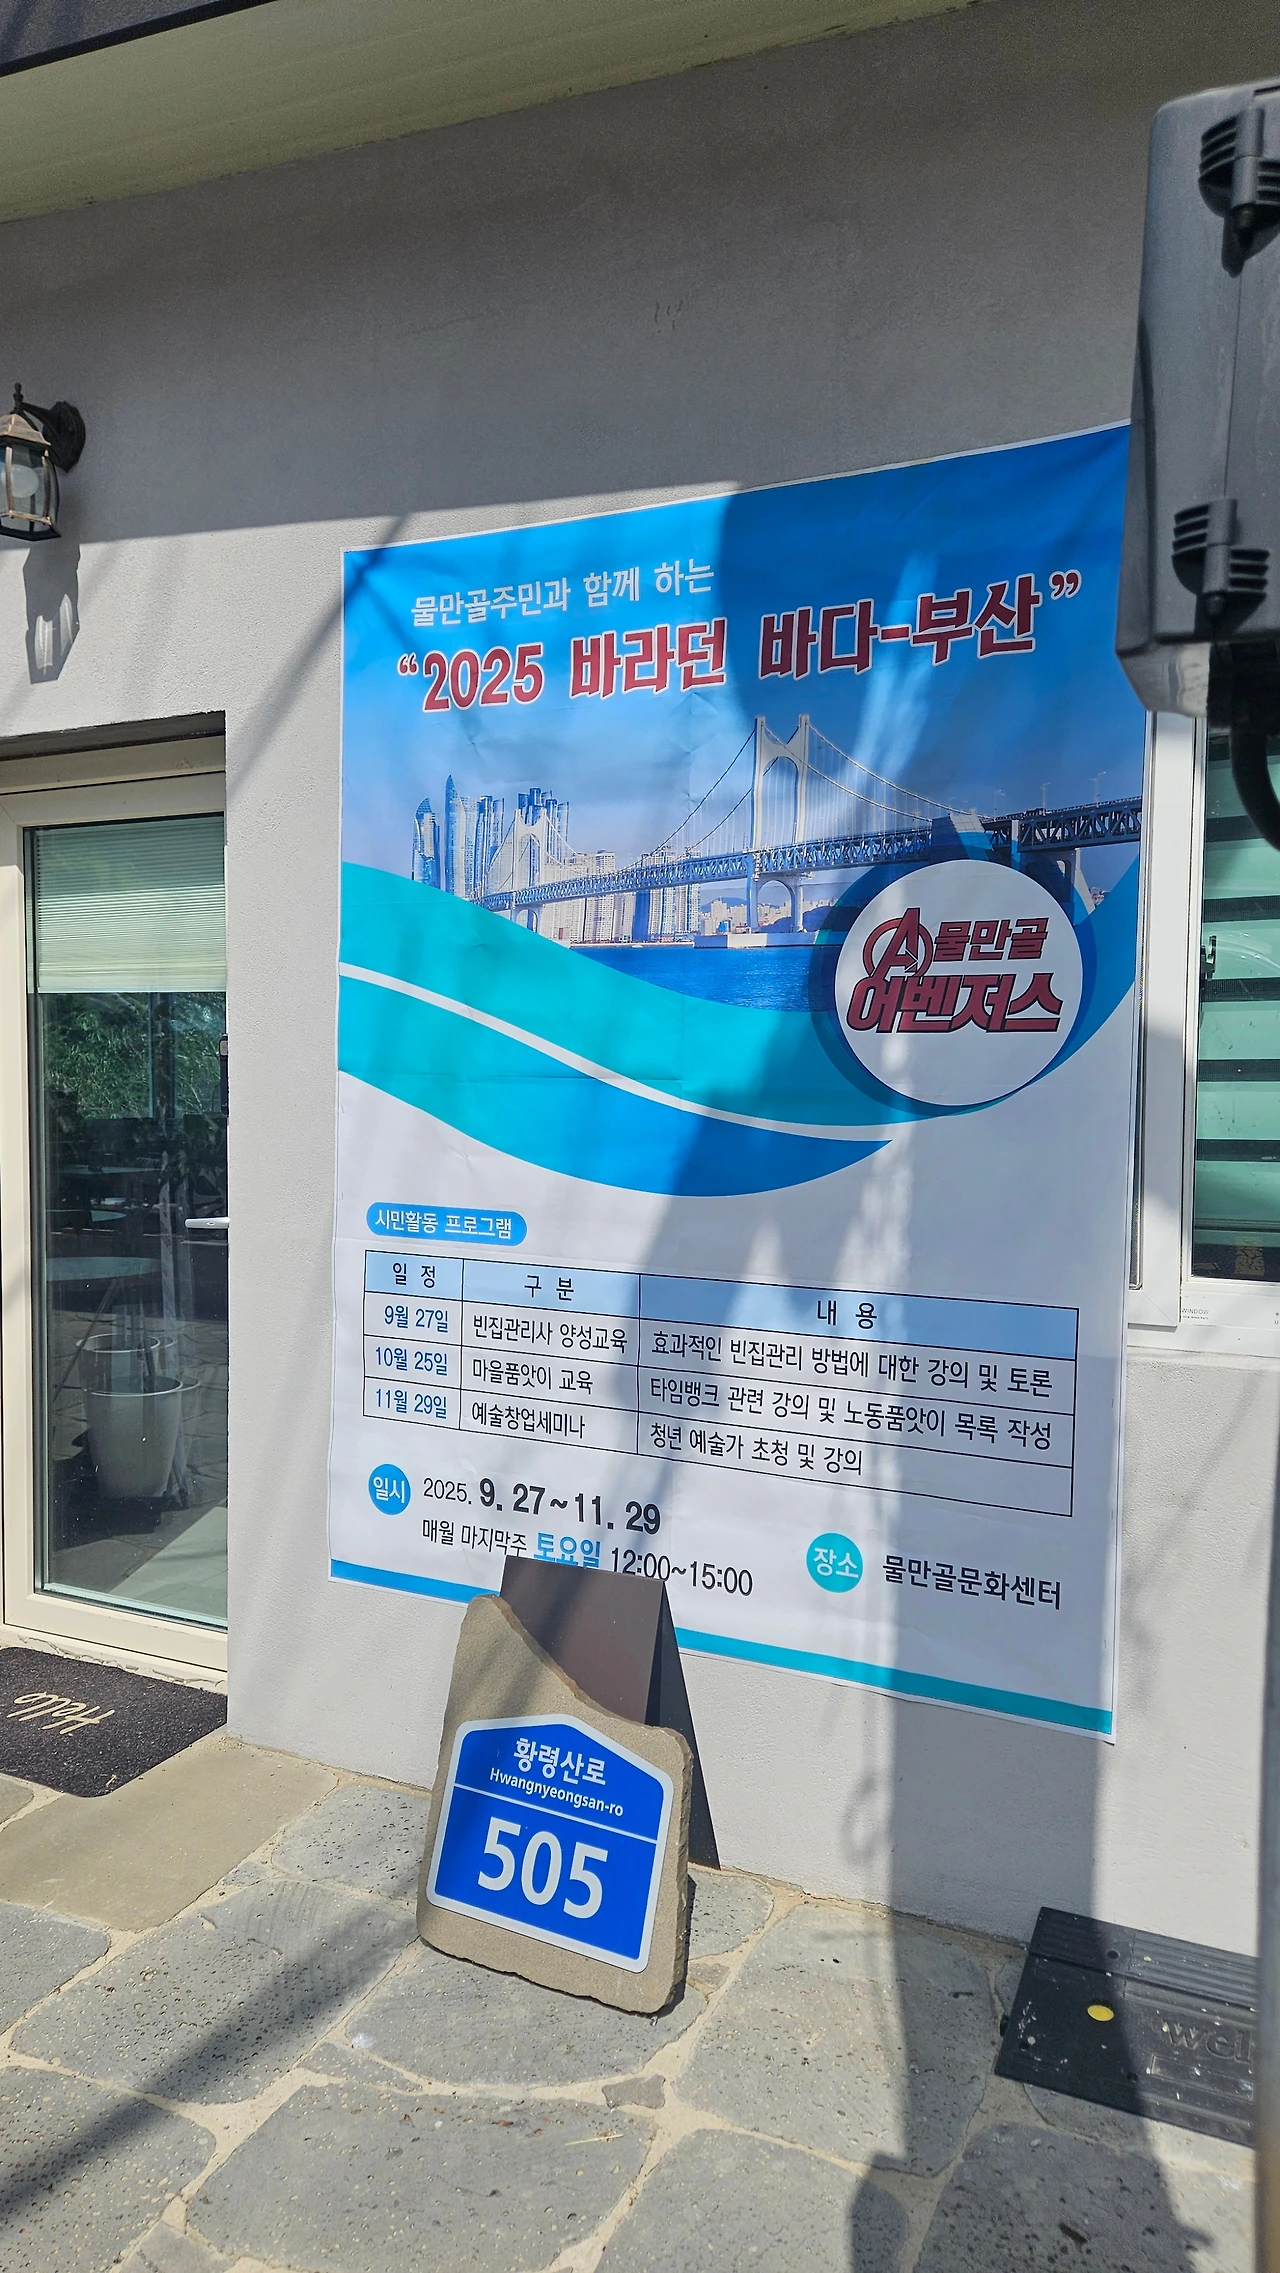 물만골주민과 함께 하는
“2025 바라던 바다-부산”
A 물만골
어벤저스
시민활동 프로그램
일 정 구 분 내 용
9월 27일 빈집관리사 양성교육 효과적인 빈집관리 방법에 대한 강의 및 토론
10월 25일 마을품앗이 교육 타임뱅크 관련 강의 및 노동품앗이 목록 작성
11월 29일 예술창업세미나 청년 예술가 초청 및 강의
일시 2025. 9. 27~11. 29
매월 마지막주 토요일 12:00~15:00
장소 물만골문화센터
황령산로
Hwangnyeongsan-ro
505
Hello
WINDOW
wel